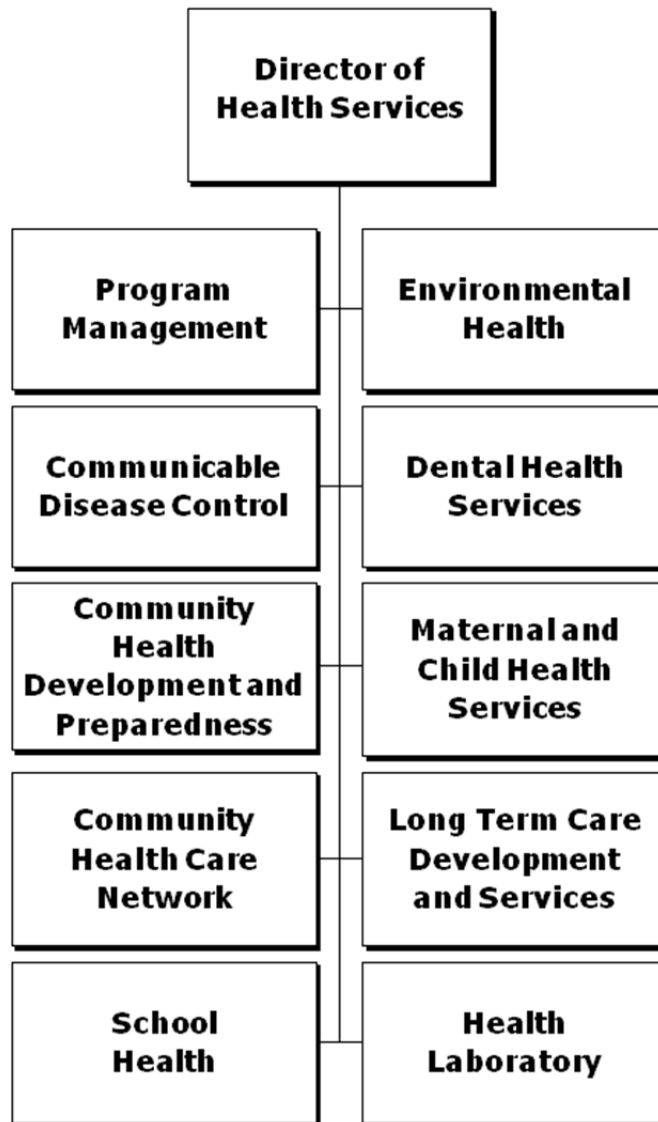 Director of
Health Services
Program
Management
Environmental
Health
Communicable
Disease Control
Dental Health
Services
Community
Health
Development and
Preparedness
Maternal and
Child Health
Services
Community
Health Care
Network
Long Term Care
Development
and Services
School
Health
Health
Laboratory